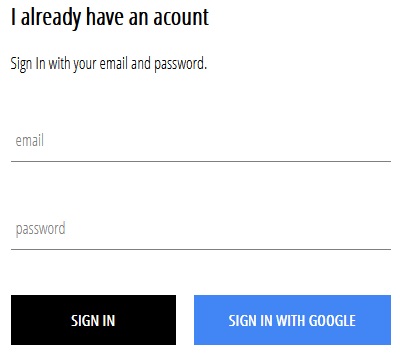 I already have an acount
Sign In with your email and password.
email
password
SIGN IN
SIGN IN WITH GOOGLE